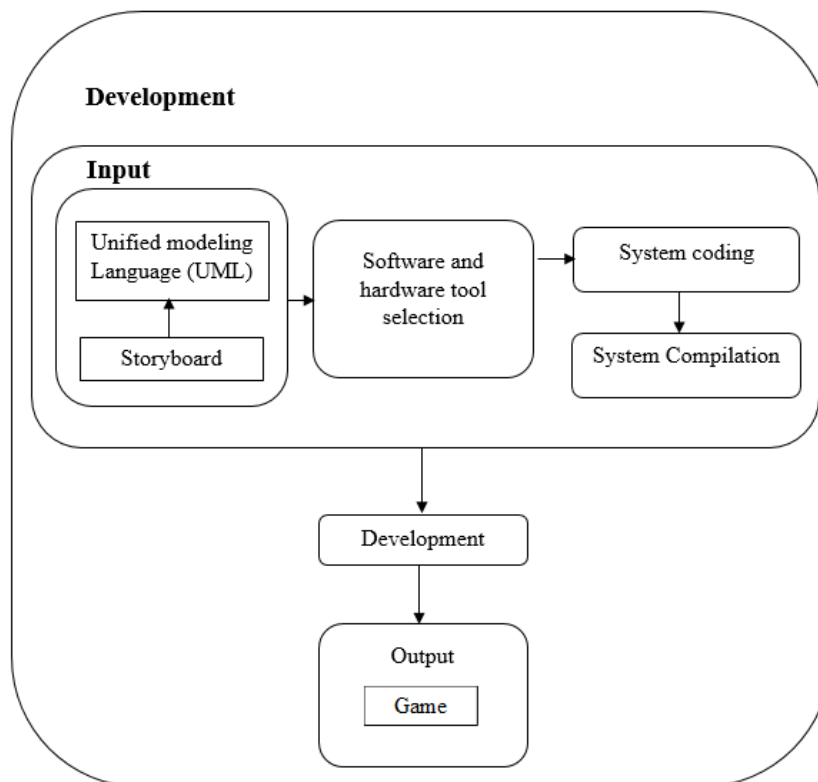 Development
Input
Unified modeling
Language (UML)
Storyboard
Software and
hardware tool
selection
System coding
System Compilation
Development
Output
Game